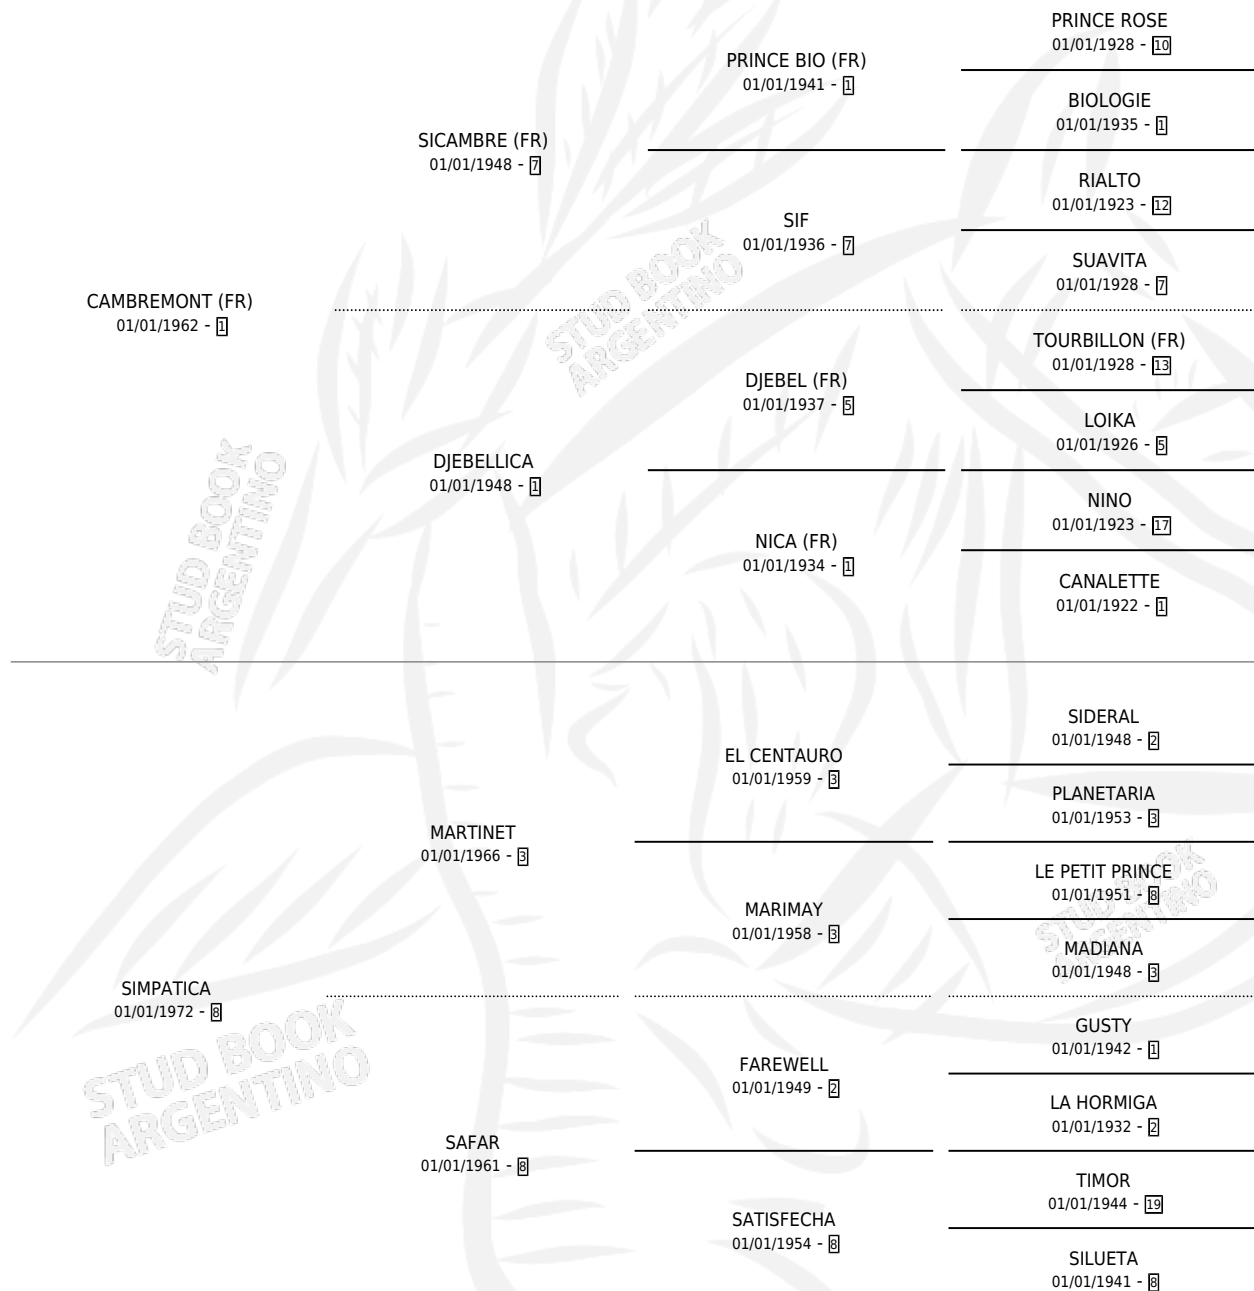 PRINCE ROSE
01/01/1928 - 10
PRINCE BIO (FR)
01/01/1941 - 1
BIOLOGIE
01/01/1935 - 1
SICAMBRE (FR)
01/01/1948 - 7
RIALTO
01/01/1923 - 12
SIF
01/01/1936 - 7
SUAVITA
01/01/1928 - 7
CAMBREMONT (FR)
01/01/1962 - 1
TOURBILLON (FR)
01/01/1928 - 13
DJEBEL (FR)
01/01/1937 - 5
LOIKA
01/01/1926 - 5
DJEBELLICA
01/01/1948 - 1
NINO
01/01/1923 - 17
NICA (FR)
01/01/1934 - 1
CANALETTE
01/01/1922 - 1
SIDERAL
01/01/1948 - 2
EL CENTAURO
01/01/1959 - 3
PLANETARIA
01/01/1953 - 3
MARTINET
01/01/1966 - 3
LE PETIT PRINCE
01/01/1951 - 8
MARIMAY
01/01/1958 - 3
MADIANA
01/01/1948 - 3
SIMPATICA
01/01/1972 - 8
GUSTY
01/01/1942 - 1
FAREWELL
01/01/1949 - 2
LA HORMIGA
01/01/1932 - 2
SAFAR
01/01/1961 - 8
TIMOR
01/01/1944 - 19
SATISFECHA
01/01/1954 - 8
SILUETA
01/01/1941 - 8
STUD BOOK
ARGENTINO
STUD BOOK
ARGENTINO
STUD BOOK
ARGENTINO
STUD BOOK
ARGENTINO